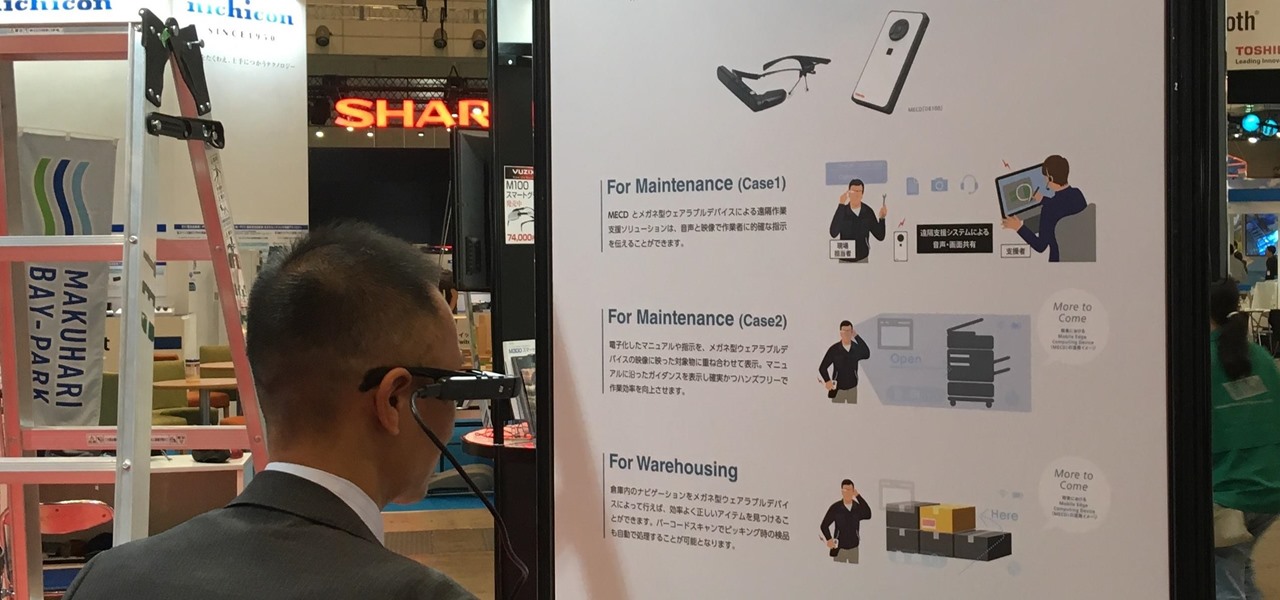 nichicon
nichicon
SINCE 1950
SHAR
oth
TOSHI
Leading Innov
VUZIX
M100
スマートグ
74,000
MAKUHARI
BAY-PARK
For Maintenance (Case1)
MECD とメガネ型ウェアラブルデバイスによる遠隔作業
支援ソリューションは、音声と映像で作業者に的確な指示
を伝えることができます。
現場
担当者
遠隔支援システムによる
音声・画面共有
支援者
For Maintenance (Case2)
電子化したマニュアルや指示を、メガネ型ウェアラブルデ
バイスの映像に映った対象物に重ね合わせて表示。マニュ
アルに沿ったガイダンスを表示し確実かつハンズフリーで
作業効率を向上させます。
Open
More to
Come
For Warehousing
倉庫内のナビゲーションをメガネ型ウェアラブルデバイ
スによって行えば、効率よく正しいアイテムを見つけるこ
とができます。バーコードスキャンでピッキング時の検品
も自動で処理することが可能となります。
Here
More to
Come